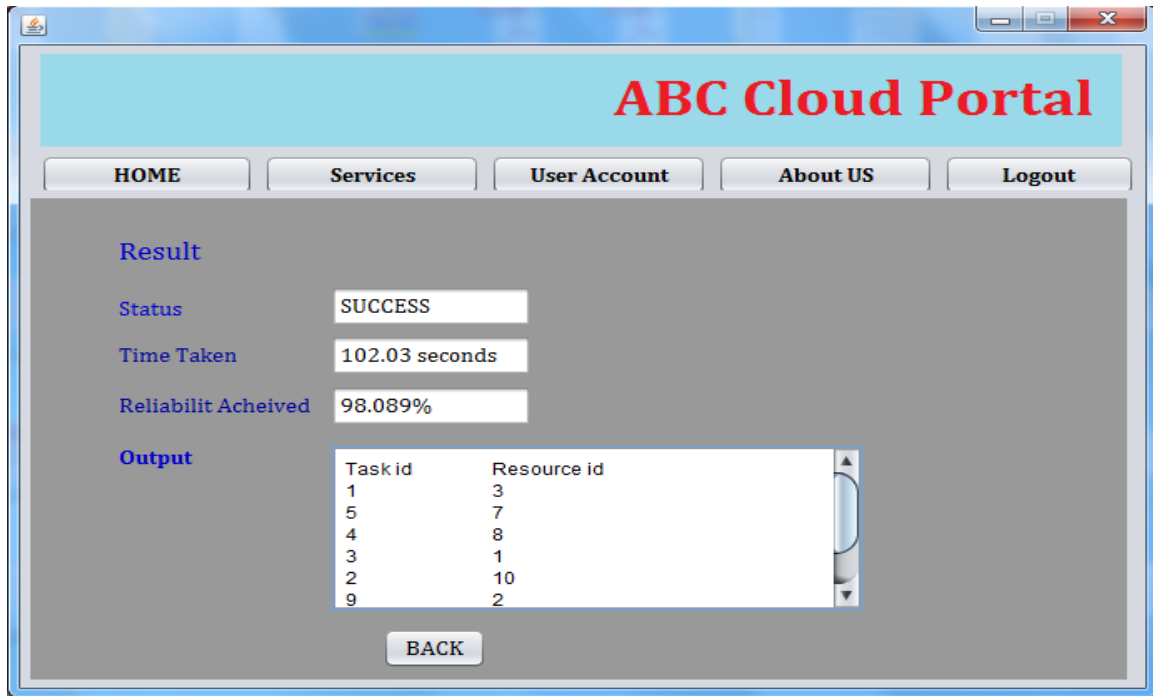 ABC Cloud Portal
HOME Services User Account About US Logout
Result
Status SUCCESS
Time Taken 102.03 seconds
Reliabilit Acheived 98.089%
Output
Task id Resource id
1 3
5 7
4 8
3 1
2 10
9 2
BACK